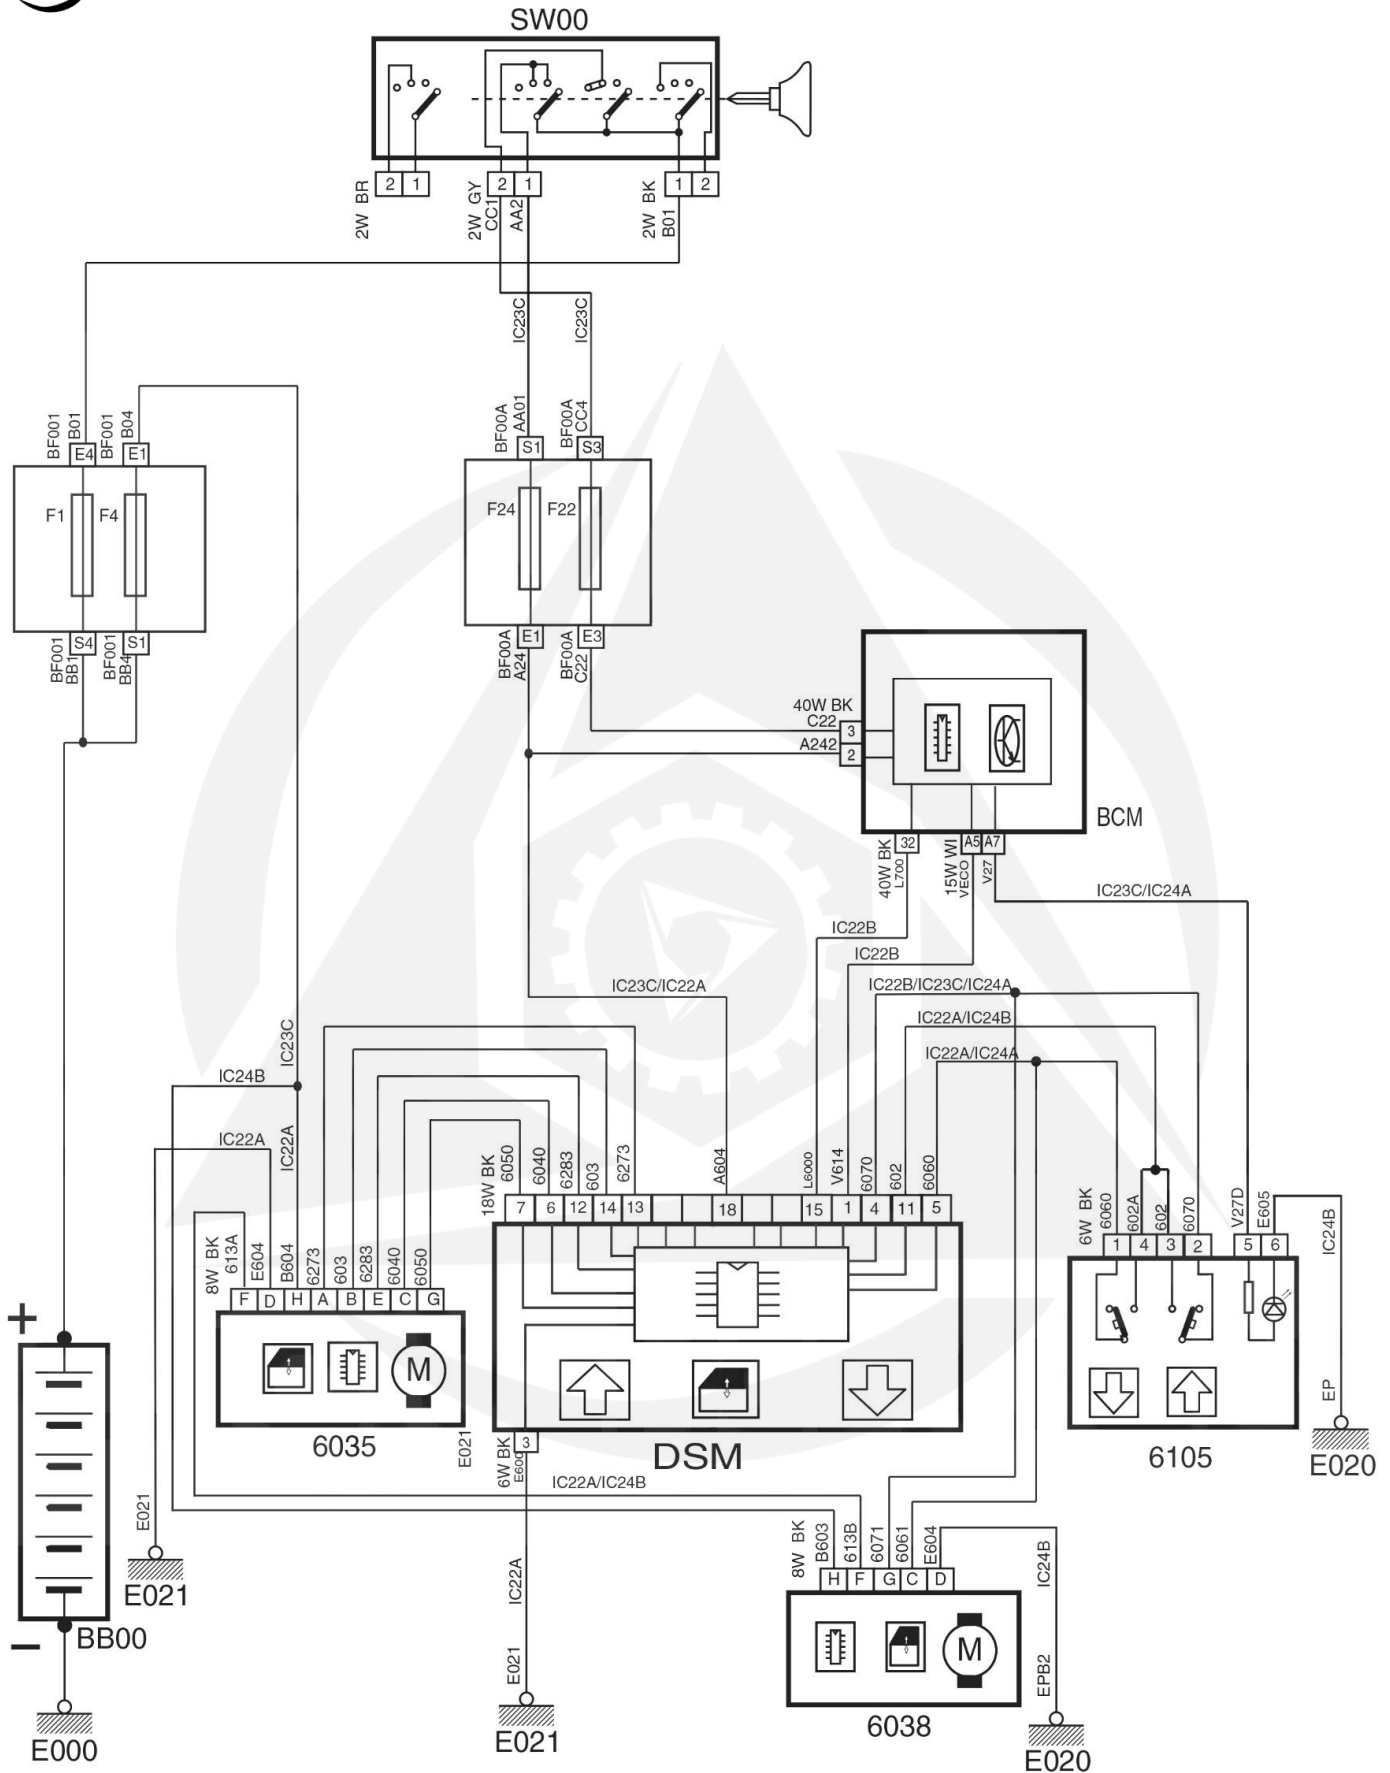 SW00
2 1
2 1
1 2
2W BR
2W GY
CC1
AA2
2W BK
B01
IC23C
IC23C
BF001
B01
BF001
B04
BF00A
AA01
BF00A
CC4
E4
E1
S1
S3
F1
F4
F24
F22
S4
S1
E1
E3
BF001
BB1
BF001
BB4
BF00A
A24
BF00A
C22
40W BK
C22
A242
3
2
BCM
32
A5
A7
40W BK
L700
15W WI
VECO
V27
IC23C/IC24A
IC22B
IC22B
IC23C/IC22A
IC22B/IC23C/IC24A
IC22A/IC24B
IC22A/IC24A
IC23C
IC24B
IC22A
IC22A
18W BK
6050
6040
6283
603
6273
A604
L6000
V614
6070
602
6060
7 6 12 14 13 18 15 1 4 11 5
6W BK
6060
602A
602
6070
V27D
E605
1 4 3 2 5 6
IC24B
8W BK
613A
E604
B604
6273
603
6283
6040
6050
F D H A B E C G
M
6035
E021
6W BK
3
E600
DSM
6105
EP
E020
+
IC22A/IC24B
E021
E021
BB00
−
E000
IC22A
E021
E021
8W BK
B603
613B
6071
6061
E604
H F G C D
M
6038
IC24B
EPB2
E020